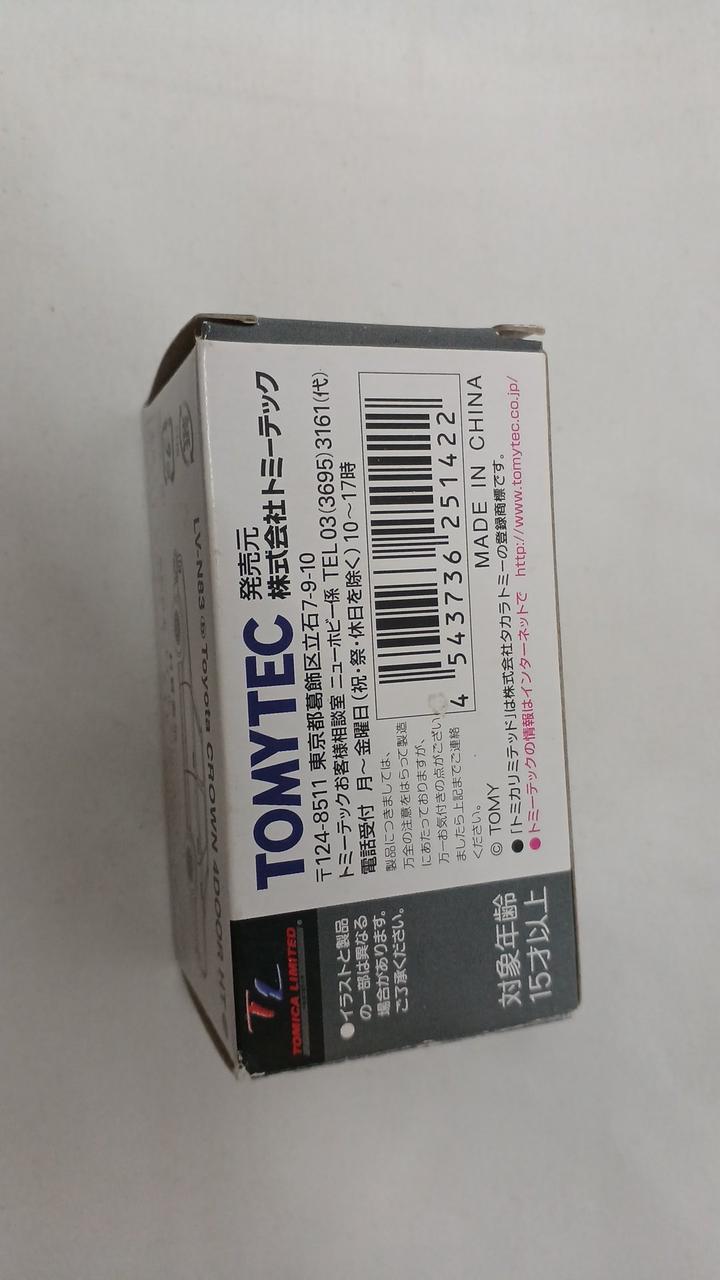 TOMYTEC 発売元
株式会社トミーテック
〒124-8511 東京都葛飾区立石7-9-10
トミーテックお客様相談室 ニューホビー係 TEL 03(3695)3161(代)
電話受付 月〜金曜日(祝・祭・休日を除く)10〜17時
製品につきましては、
万全の注意をはらって製造
にあたっておりますが、
万一お気付きの点がござい
ましたら上記までご連絡
ください。
4 543736 251422
© TOMY MADE IN CHINA
●「トミカリミテッド」は株式会社タカラトミーの登録商標です。
●トミーテックの情報はインターネットで http://www.tomytec.co.jp/
TL
TOMICA LIMITED
●イラストと製品
の一部は異なる
場合があります。
ご了承ください。
対象年齢
15才以上
LV-N83 ⓑ Toyota CROWN 4DOOR HT